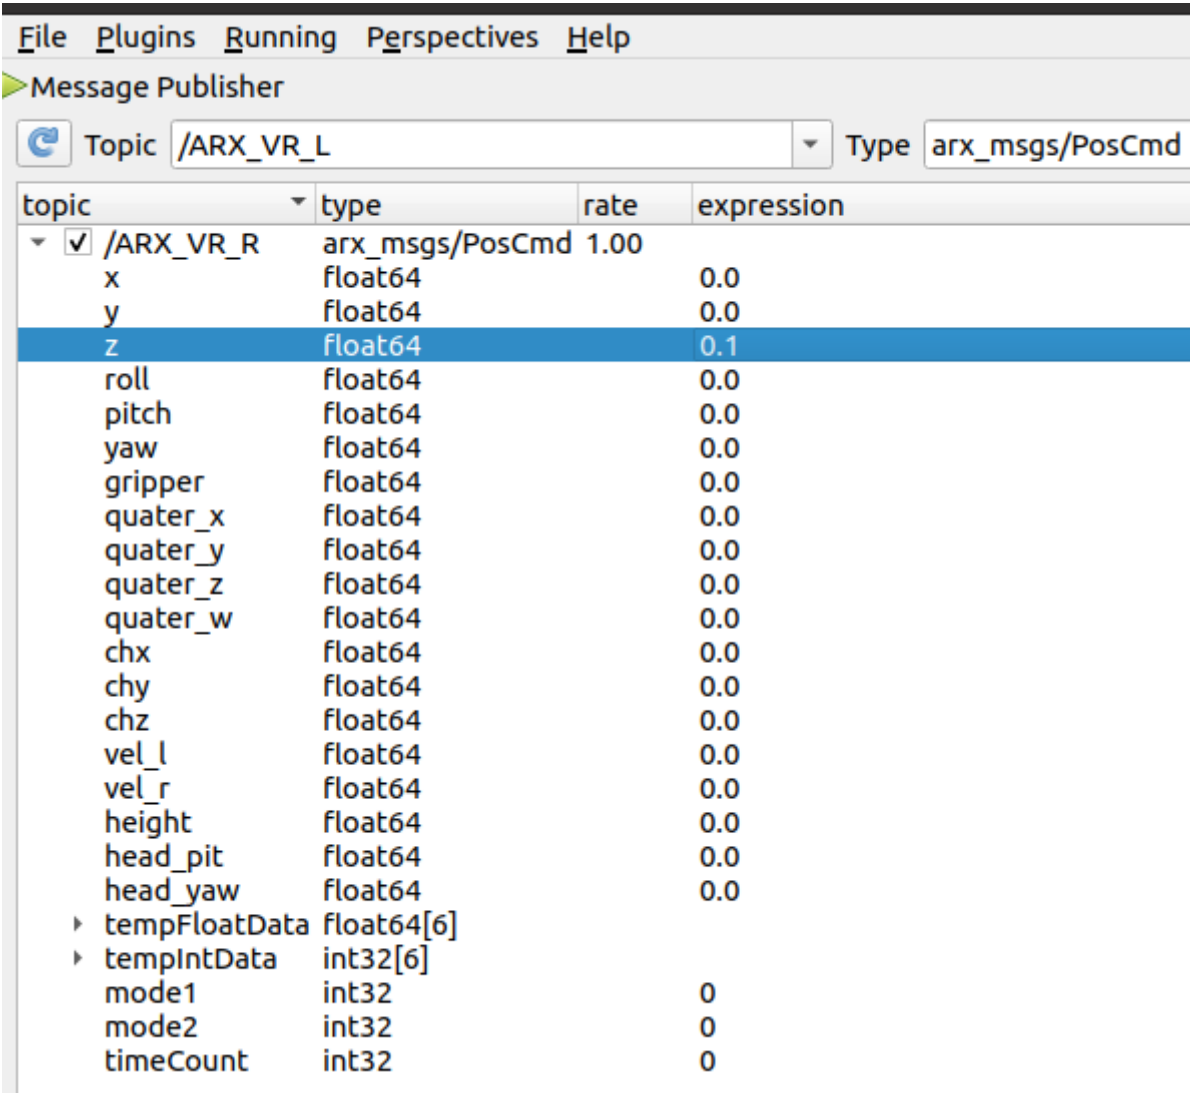 File Plugins Running Perspectives Help
Message Publisher
Topic /ARX_VR_L Type arx_msgs/PosCmd
topic type rate expression
/ARX_VR_R arx_msgs/PosCmd 1.00
x float64 0.0
y float64 0.0
z float64 0.1
roll float64 0.0
pitch float64 0.0
yaw float64 0.0
gripper float64 0.0
quater_x float64 0.0
quater_y float64 0.0
quater_z float64 0.0
quater_w float64 0.0
chx float64 0.0
chy float64 0.0
chz float64 0.0
vel_l float64 0.0
vel_r float64 0.0
height float64 0.0
head_pit float64 0.0
head_yaw float64 0.0
tempFloatData float64[6]
tempIntData int32[6]
mode1 int32 0
mode2 int32 0
timeCount int32 0